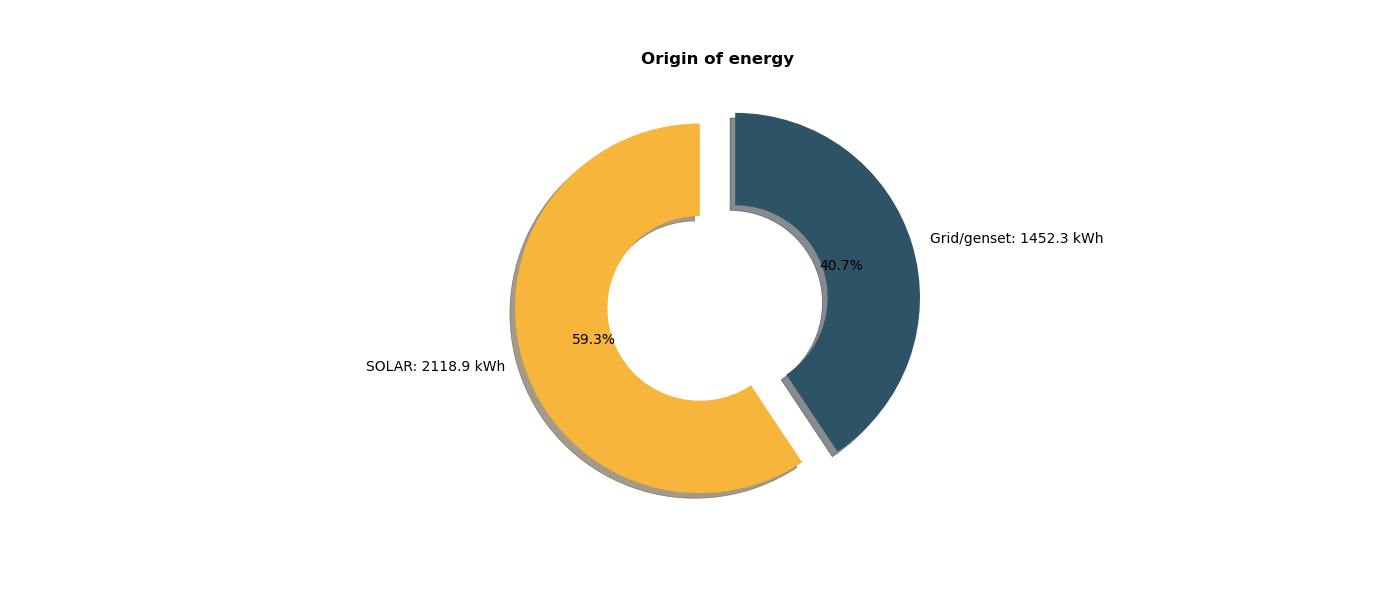 Origin of energy
Grid/genset: 1452.3 kWh
40.7%
59.3%
SOLAR: 2118.9 kWh